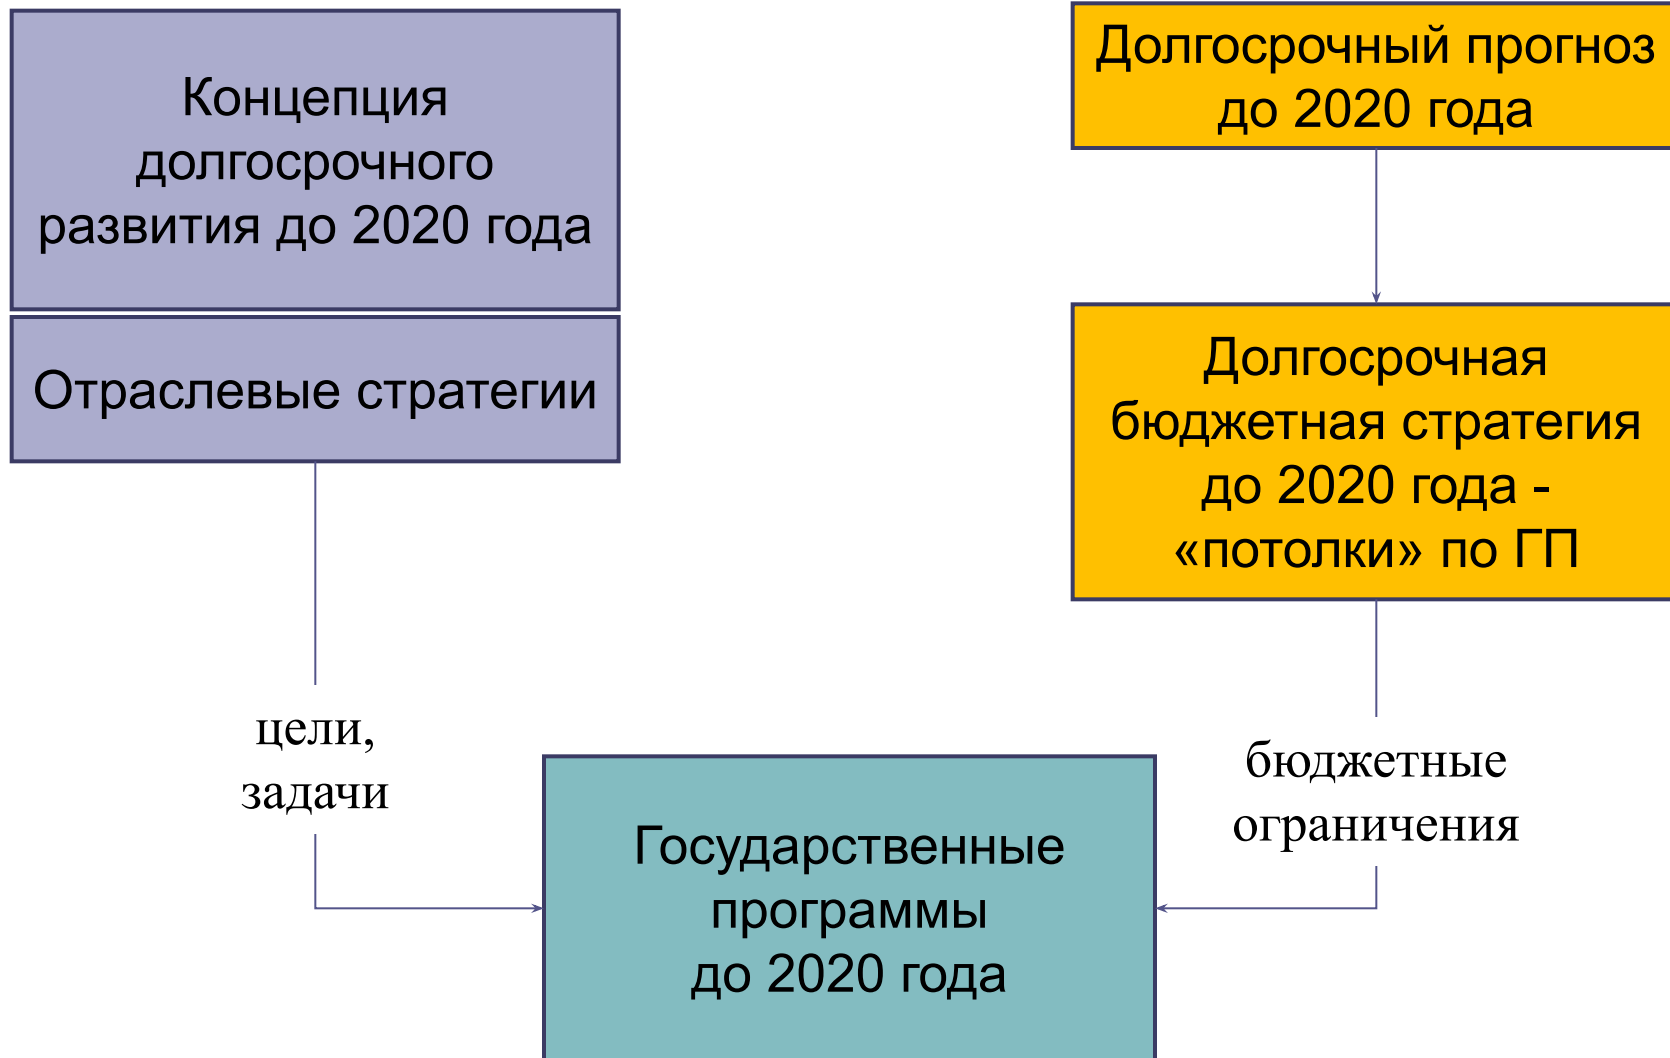 Концепция
долгосрочного
развития до 2020 года
Отраслевые стратегии
Долгосрочный прогноз
до 2020 года
Долгосрочная
бюджетная стратегия
до 2020 года -
«потолки» по ГП
цели,
задачи
бюджетные
ограничения
Государственные
программы
до 2020 года